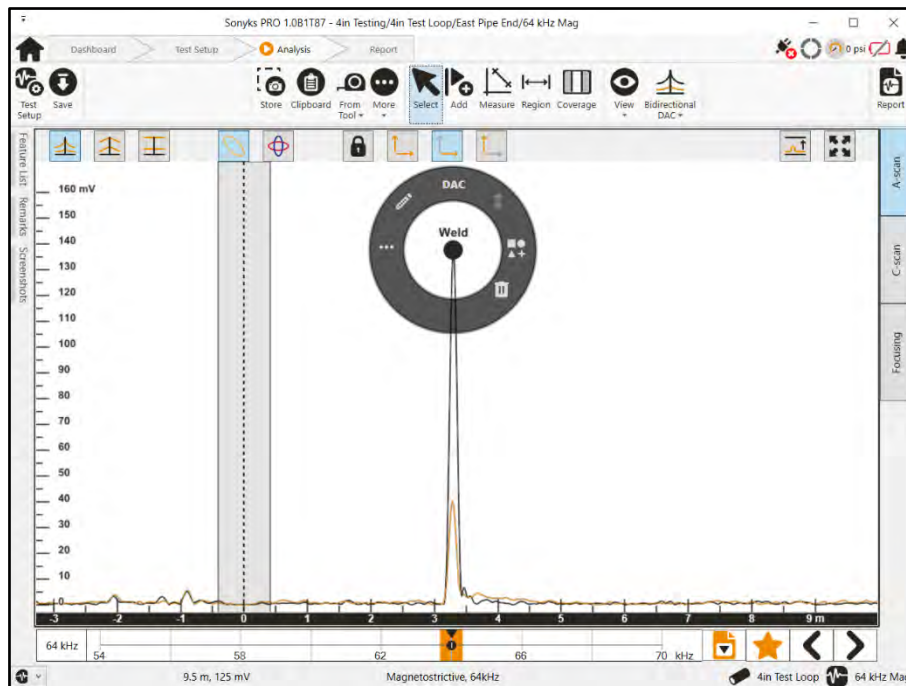 Sonyks PRO 1.0B1T87 - 4in Testing/4in Test Loop/East Pipe End/64 kHz Mag
Dashboard Test Setup Analysis Report
0 psi
Test Setup Save Store Clipboard From Tool More Select Add Measure Region Coverage View Bidirectional DAC Report
Feature List
Remarks
Screenshots
A-scan
C-scan
Focusing
DAC
Weld
160 mV
150
140
130
120
110
100
90
80
70
60
50
40
30
20
10
0
-3 -2 -1 0 1 2 3 4 5 6 7 8 9 m
64 kHz 54 58 62 66 70 kHz
9.5 m, 125 mV Magnetostrictive, 64kHz 4in Test Loop 64 kHz Mag